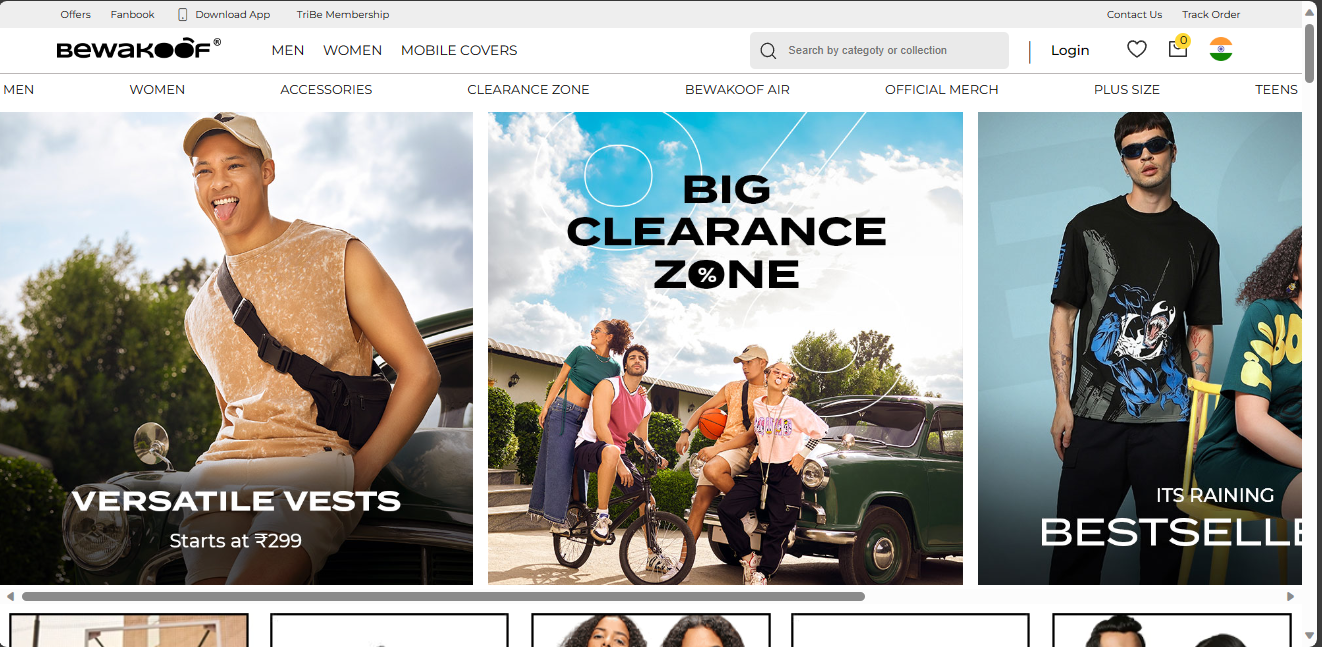 Offers Fanbook Download App TriBe Membership Contact Us Track Order
BEWAKOOF® MEN WOMEN MOBILE COVERS Search by categoty or collection Login 0
MEN WOMEN ACCESSORIES CLEARANCE ZONE BEWAKOOF AIR OFFICIAL MERCH PLUS SIZE TEENS
BIG
CLEARANCE
Z%NE
VERSATILE VESTS
Starts at ₹299
ITS RAINING
BESTSELLE